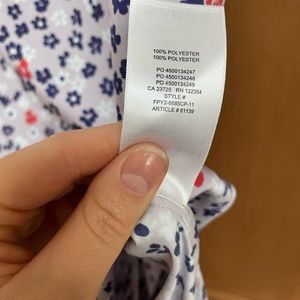 100% POLYESTER
100% POLYESTER
PO 4500134247
PO 4500134248
PO 4500134249
CA 23725 RN 122354
STYLE #
FPY2-5685CP-11
ARTICLE # 81139